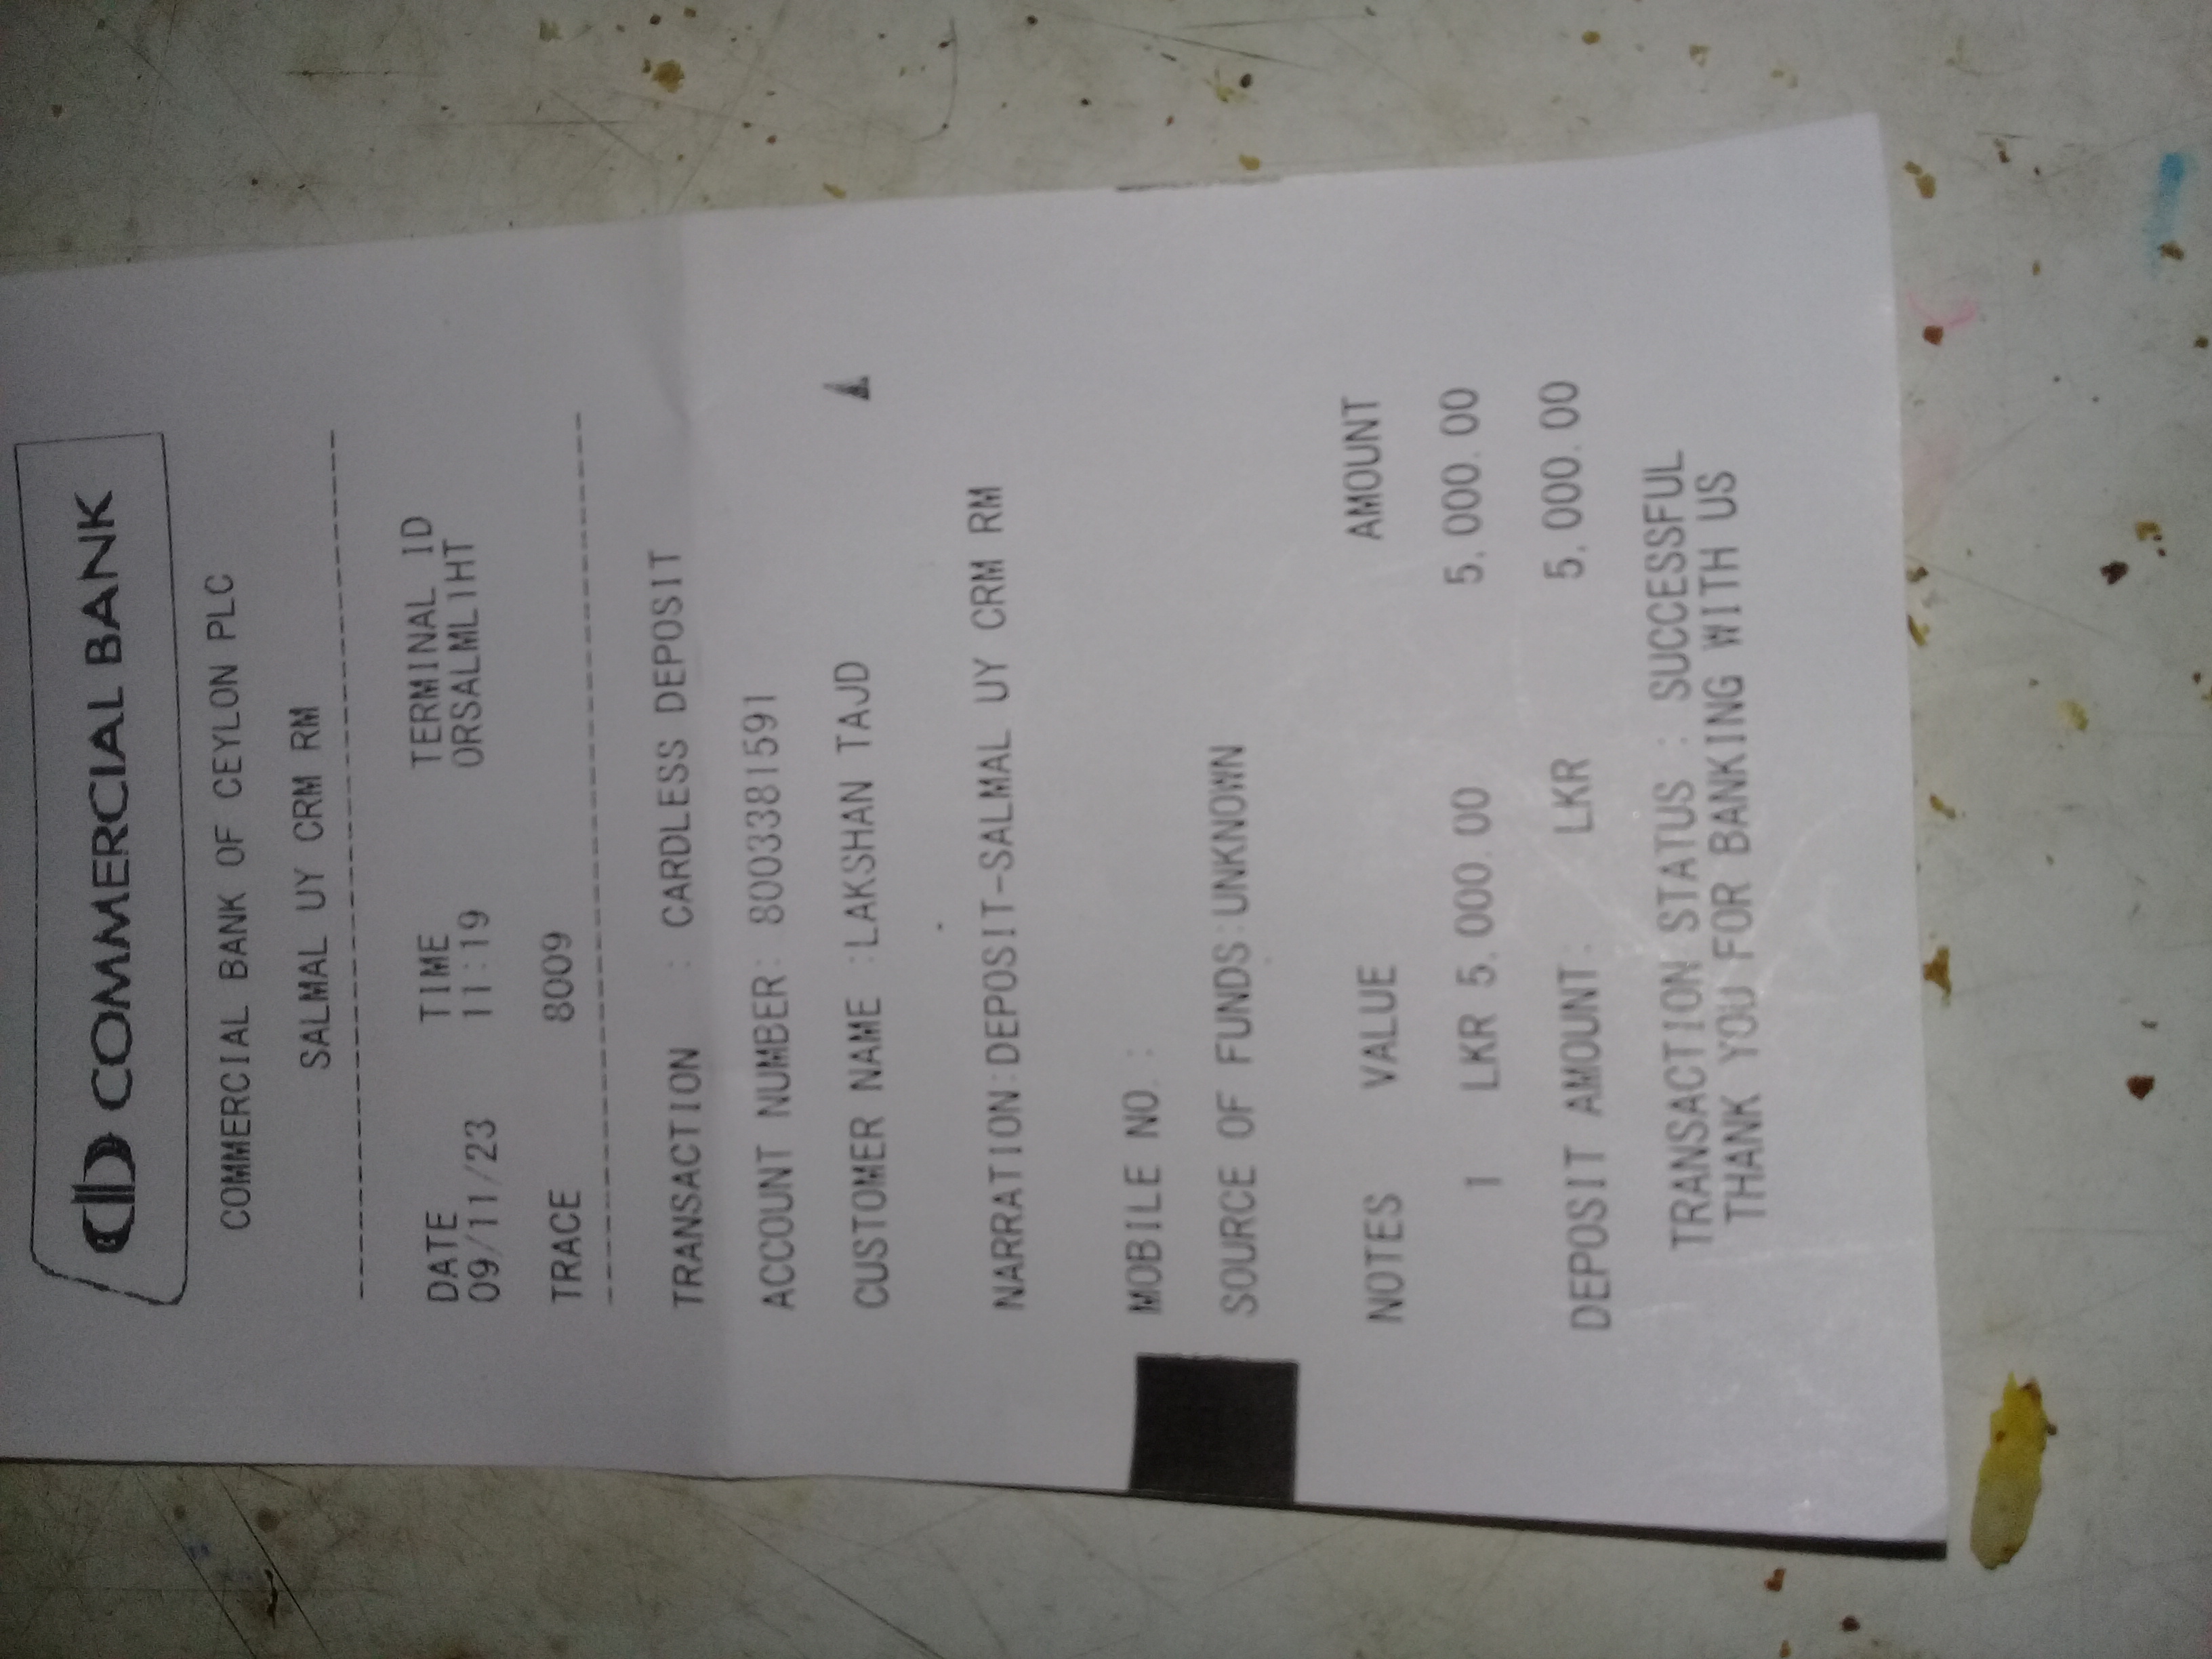 COMMERCIAL BANK
COMMERCIAL BANK OF CEYLON PLC
SALMAL UY CRM RM
--------------------------------
DATE TIME TERMINAL ID
09/11/23 11:19 ORSALML1HT
TRACE 8009
--------------------------------
TRANSACTION : CARDLESS DEPOSIT
ACCOUNT NUMBER: 8003381591
CUSTOMER NAME :LAKSHAN TAJD
NARRATION:DEPOSIT-SALMAL UY CRM RM
MOBILE NO.:
SOURCE OF FUNDS:UNKNOWN
NOTES VALUE AMOUNT
1 LKR 5,000.00 5,000.00
DEPOSIT AMOUNT: LKR 5,000.00
TRANSACTION STATUS : SUCCESSFUL
THANK YOU FOR BANKING WITH US